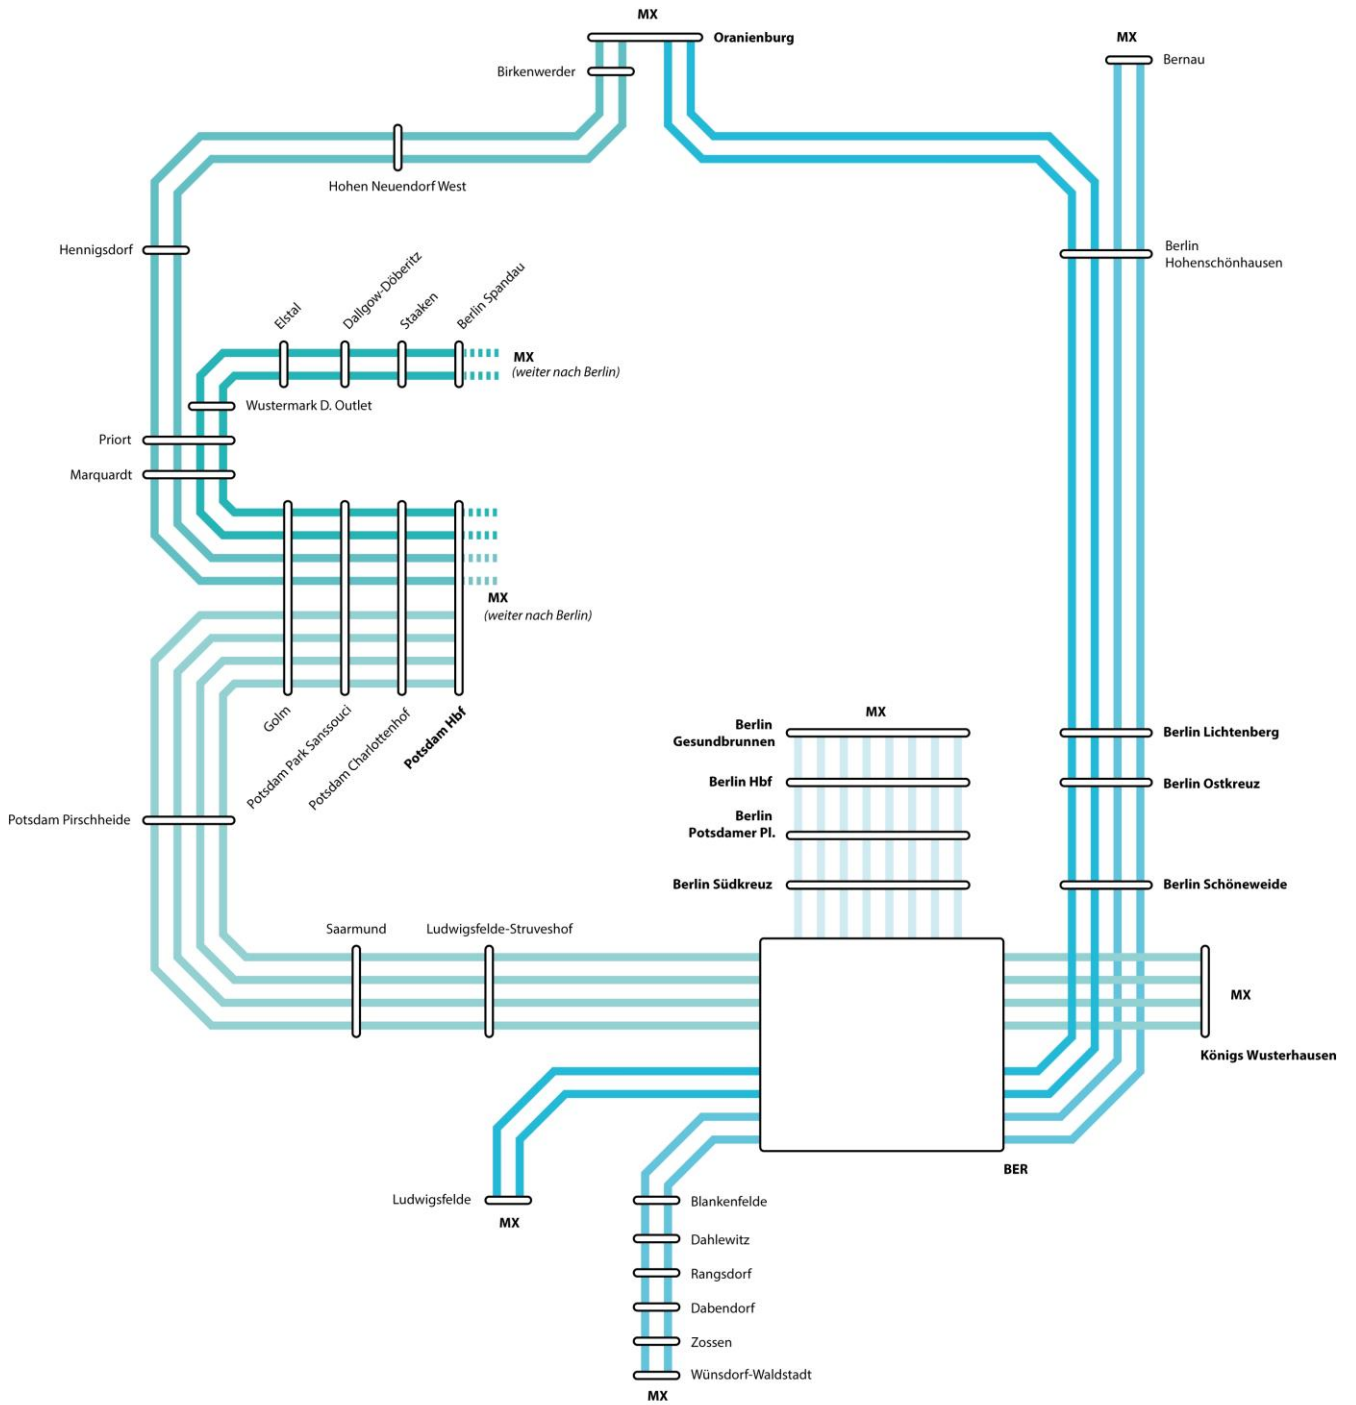 MX
Oranienburg
MX
Bernau
Birkenwerder
Hohen Neuendorf West
Hennigsdorf
Berlin
Hohenschönhausen
Elstal
Dallgow-Döberitz
Staaken
Berlin Spandau
MX
(weiter nach Berlin)
Wustermark D. Outlet
Priort
Marquardt
MX
(weiter nach Berlin)
Golm
Potsdam Park Sanssouci
Potsdam Charlottenhof
Potsdam Hbf
MX
Berlin
Gesundbrunnen
Berlin Lichtenberg
Berlin Hbf
Berlin Ostkreuz
Potsdam Pirschheide
Berlin
Potsdamer Pl.
Berlin Südkreuz
Berlin Schöneweide
Saarmund
Ludwigsfelde-Struveshof
MX
Königs Wusterhausen
BER
Ludwigsfelde
MX
Blankenfelde
Dahlewitz
Rangsdorf
Dabendorf
Zossen
Wünsdorf-Waldstadt
MX